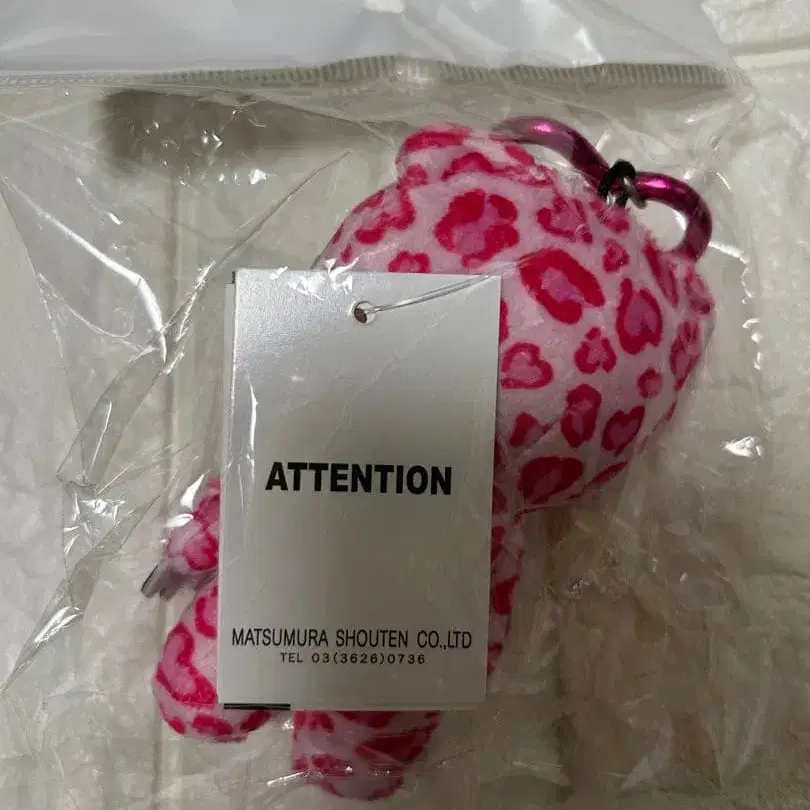 ATTENTION
MATSUMURA SHOUTEN CO.,LTD
TEL 03(3626)0736